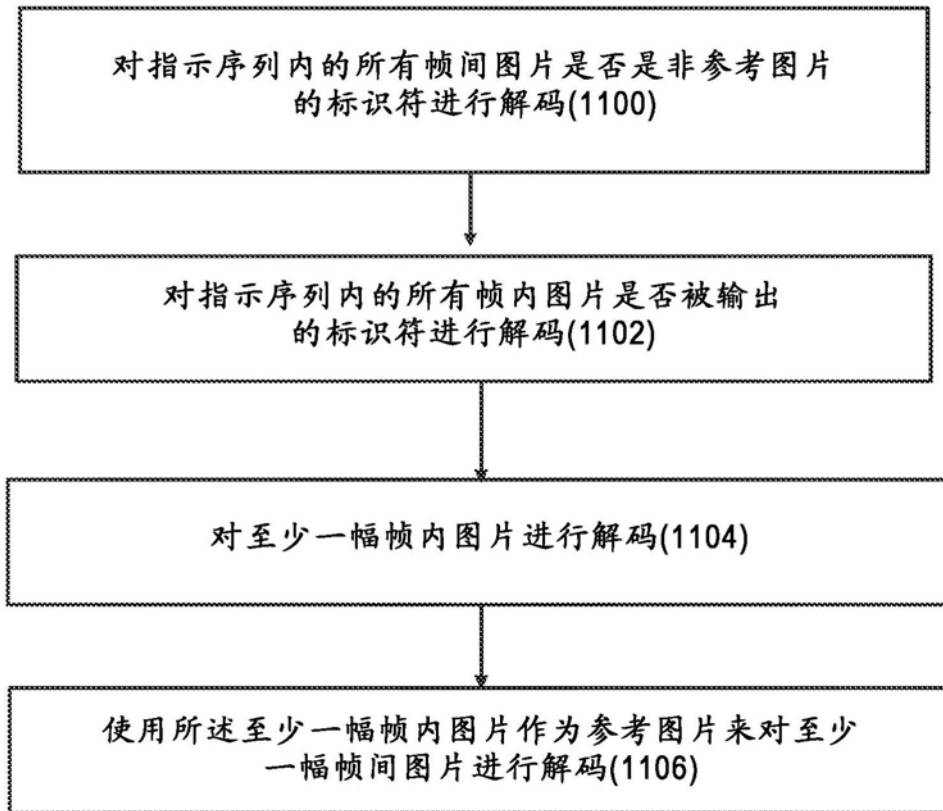 对指示序列内的所有帧间图片是否是非参考图片
的标识符进行解码(1100)
对指示序列内的所有帧内图片是否被输出
的标识符进行解码(1102)
对至少一幅帧内图片进行解码(1104)
使用所述至少一幅帧内图片作为参考图片来对至少
一幅帧间图片进行解码(1106)